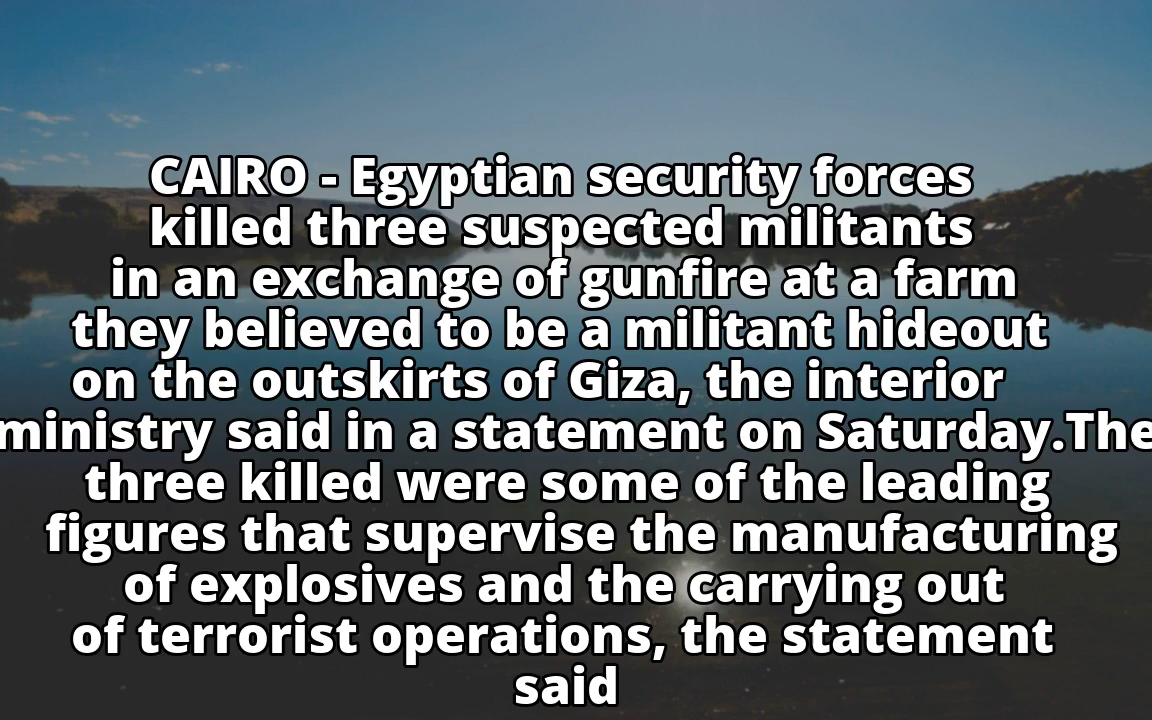 CAIRO - Egyptian security forces
killed three suspected militants
in an exchange of gunfire at a farm
they believed to be a militant hideout
on the outskirts of Giza, the interior
ministry said in a statement on Saturday.The
three killed were some of the leading
figures that supervise the manufacturing
of explosives and the carrying out
of terrorist operations, the statement
said